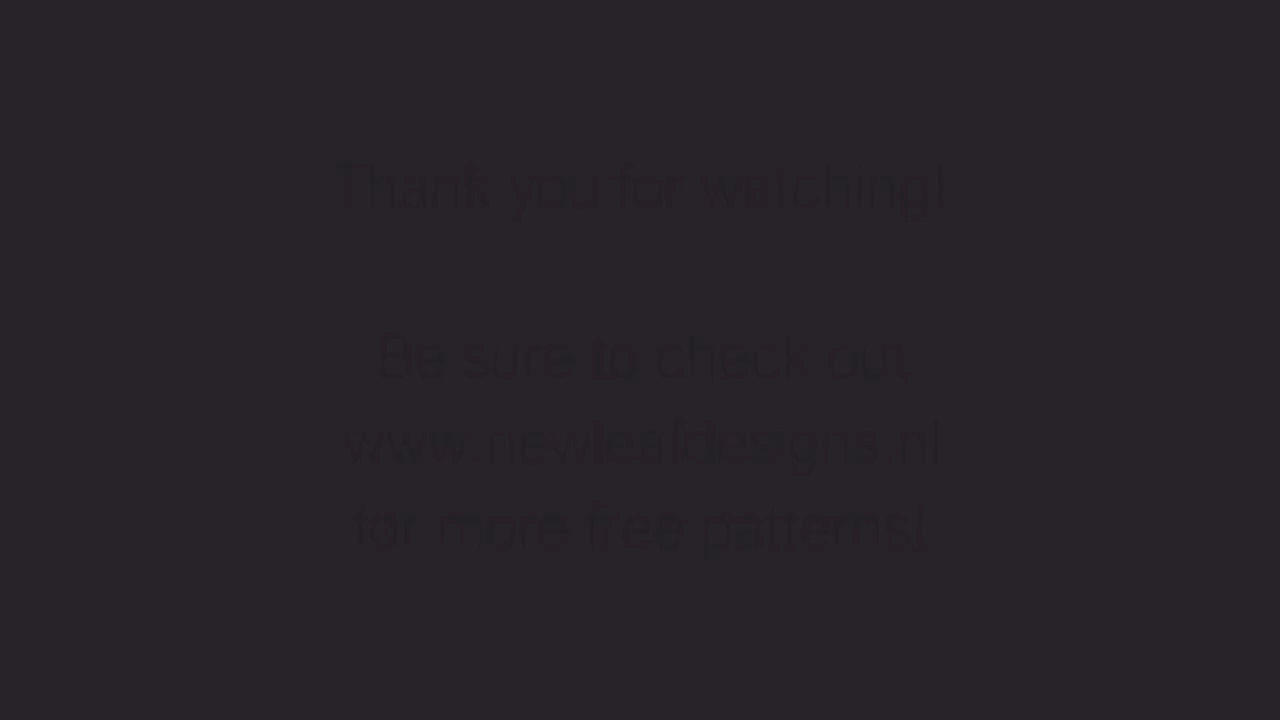 Thank you for watching!
Be sure to check out
www.newleafdesigns.nl
for more free patterns!